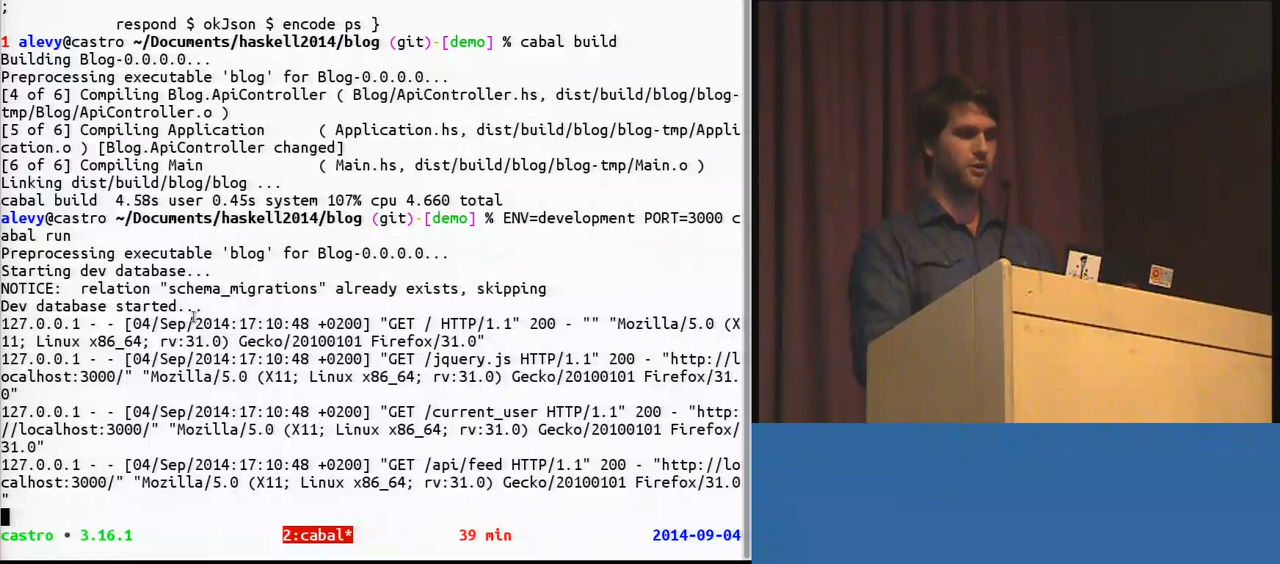 ;
respond $ okJson $ encode ps }
1 alevy@castro ~/Documents/haskell2014/blog (git)-[demo] % cabal build
Building Blog-0.0.0.0...
Preprocessing executable 'blog' for Blog-0.0.0.0...
[4 of 6] Compiling Blog.ApiController ( Blog/ApiController.hs, dist/build/blog/blog-
tmp/Blog/ApiController.o )
[5 of 6] Compiling Application      ( Application.hs, dist/build/blog/blog-tmp/Appli
cation.o ) [Blog.ApiController changed]
[6 of 6] Compiling Main             ( Main.hs, dist/build/blog/blog-tmp/Main.o )
Linking dist/build/blog/blog ...
cabal build  4.58s user 0.45s system 107% cpu 4.660 total
alevy@castro ~/Documents/haskell2014/blog (git)-[demo] % ENV=development PORT=3000 c
abal run
Preprocessing executable 'blog' for Blog-0.0.0.0...
Starting dev database...
NOTICE:  relation "schema_migrations" already exists, skipping
Dev database started...
127.0.0.1 - - [04/Sep/2014:17:10:48 +0200] "GET / HTTP/1.1" 200 - "" "Mozilla/5.0 (X
11; Linux x86_64; rv:31.0) Gecko/20100101 Firefox/31.0"
127.0.0.1 - - [04/Sep/2014:17:10:48 +0200] "GET /jquery.js HTTP/1.1" 200 - "http://l
ocalhost:3000/" "Mozilla/5.0 (X11; Linux x86_64; rv:31.0) Gecko/20100101 Firefox/31.
0"
127.0.0.1 - - [04/Sep/2014:17:10:48 +0200] "GET /current_user HTTP/1.1" 200 - "http:
//localhost:3000/" "Mozilla/5.0 (X11; Linux x86_64; rv:31.0) Gecko/20100101 Firefox/
31.0"
127.0.0.1 - - [04/Sep/2014:17:10:48 +0200] "GET /api/feed HTTP/1.1" 200 - "http://lo
calhost:3000/" "Mozilla/5.0 (X11; Linux x86_64; rv:31.0) Gecko/20100101 Firefox/31.0
"
castro • 3.16.1 2:cabal* 39 min 2014-09-04